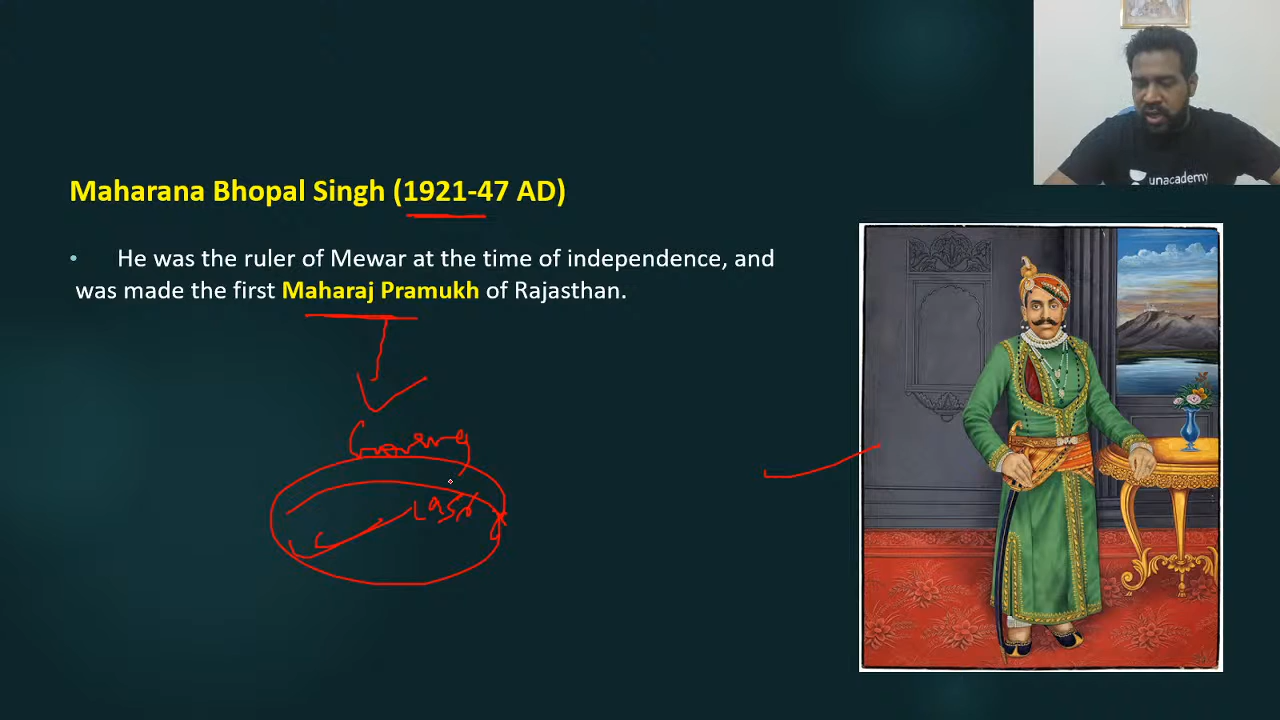 unacademy
Maharana Bhopal Singh (1921-47 AD)
• He was the ruler of Mewar at the time of independence, and
was made the first Maharaj Pramukh of Rajasthan.
Last